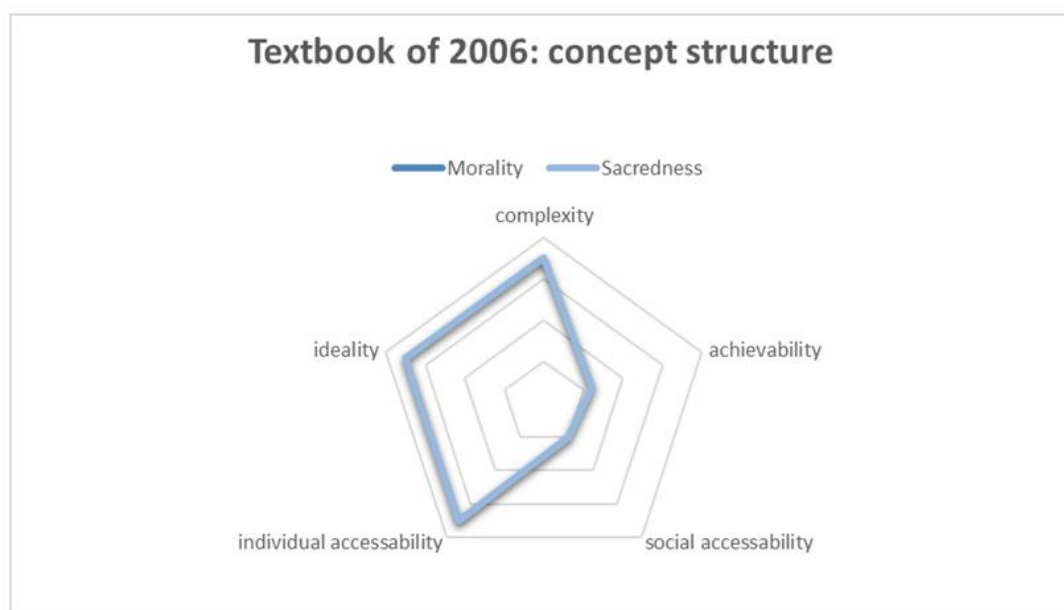 Textbook of 2006: concept structure
Morality Sacredness
complexity
ideality
achievability
individual accessability
social accessability